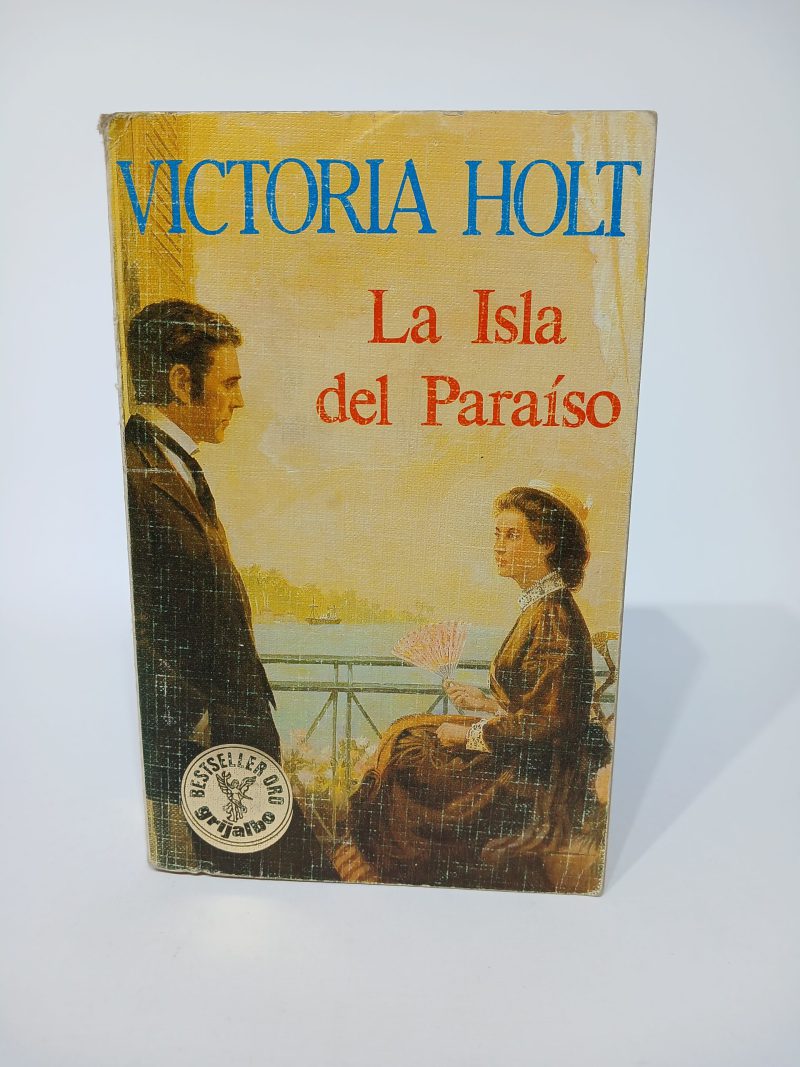 VICTORIA HOLT
La Isla
del Paraíso
BESTSELLER ORO
grijalbo